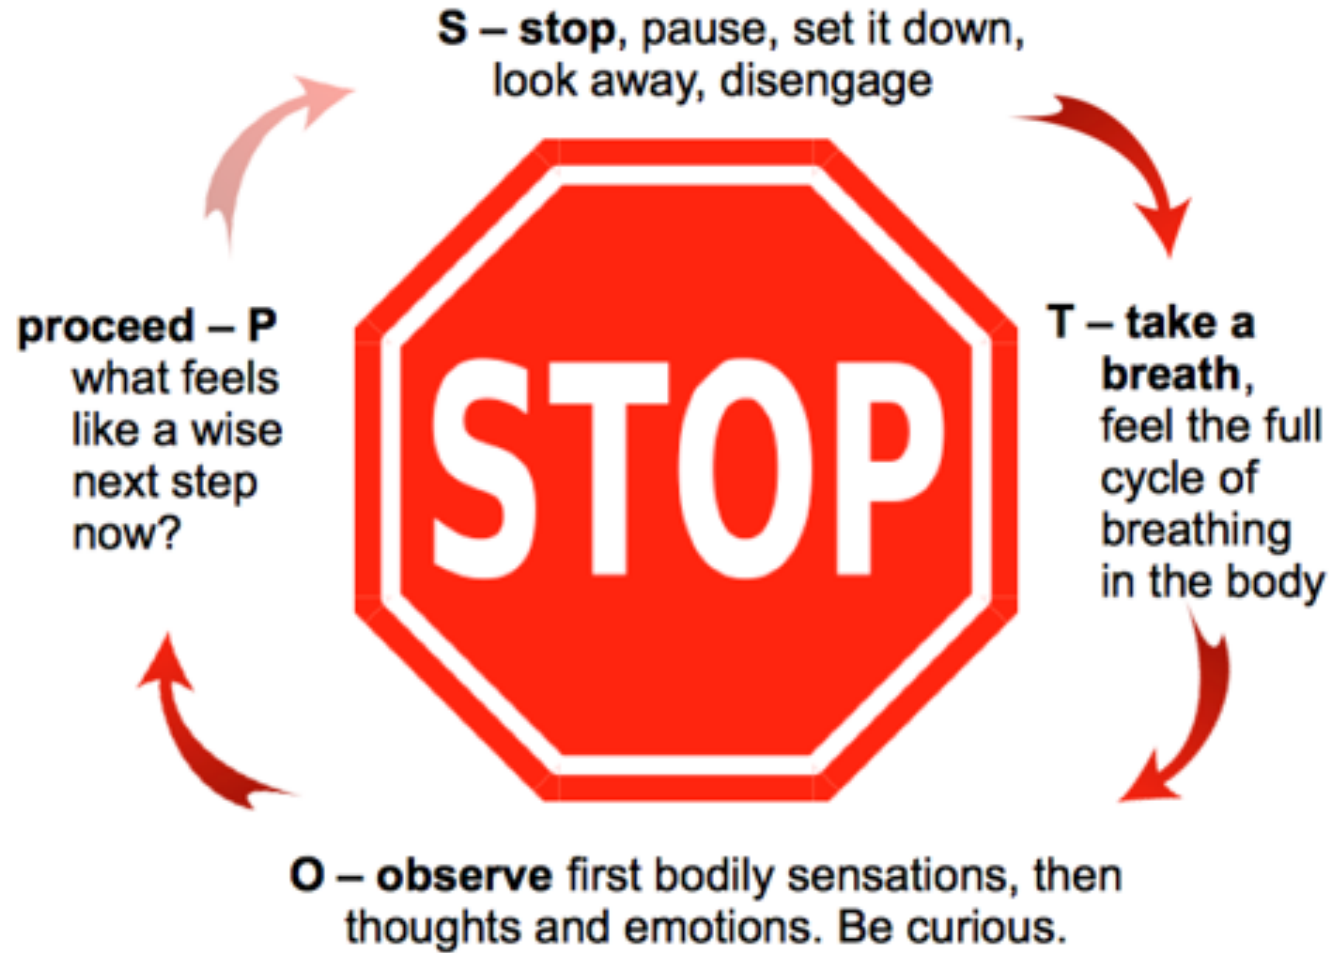 S – stop, pause, set it down,
look away, disengage
T – take a
breath,
feel the full
cycle of
breathing
in the body
O – observe first bodily sensations, then
thoughts and emotions. Be curious.
proceed – P
what feels
like a wise
next step
now?
STOP